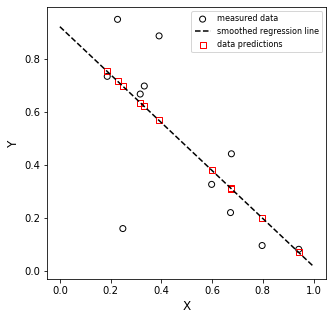 measured data
smoothed regression line
data predictions
0.8
0.6
0.4
0.2
0.0
Y
0.0 0.2 0.4 0.6 0.8 1.0
X